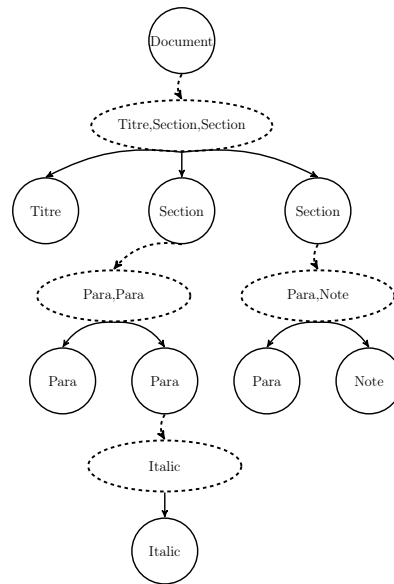 Document
Titre,Section,Section
Titre
Section
Section
Para,Para
Para,Note
Para
Para
Para
Note
Italic
Italic